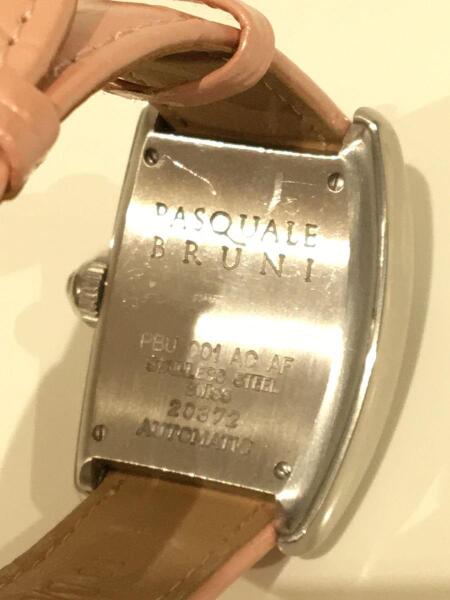 PASQUALE
BRUNI
PBU 001 AC AF
STAINLESS STEEL
SWISS
20372
AUTOMATIC